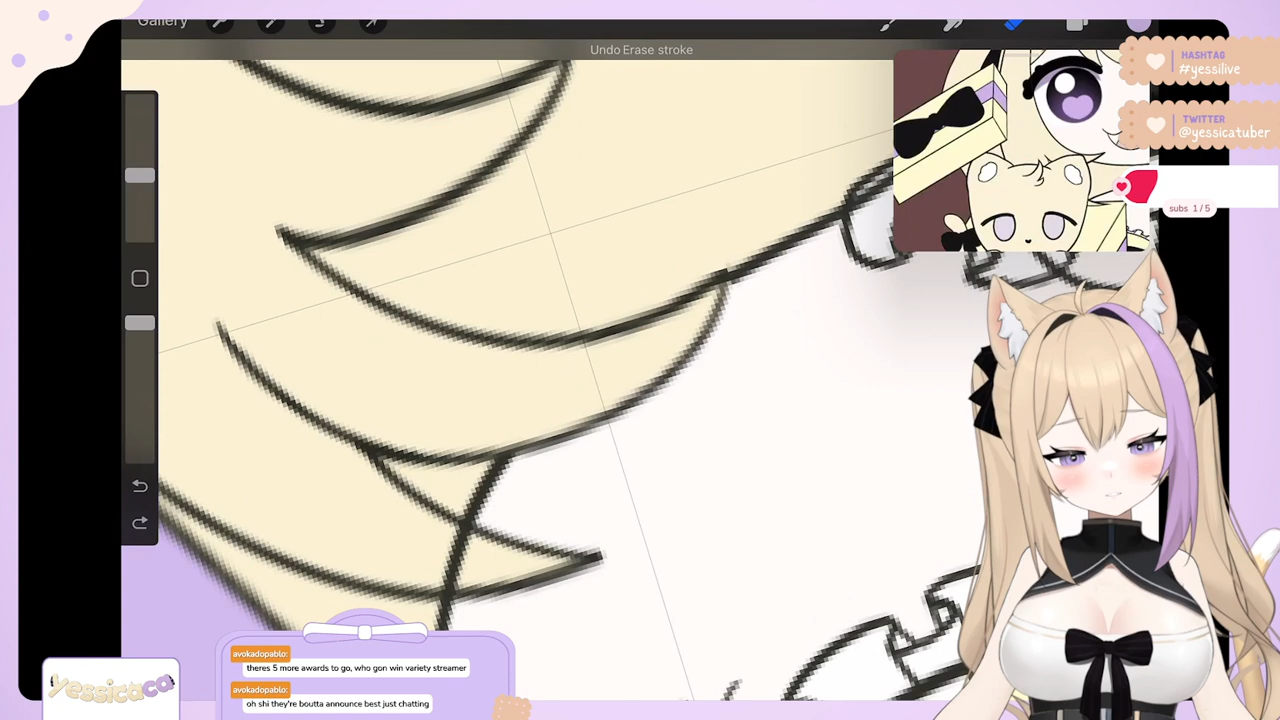 Gallery
Undo Erase stroke
HASHTAG
#yessilive
TWITTER
@yessicatuber
subs 1 / 5
avokadopablo:
theres 5 more awards to go, who gon win variety streamer
avokadopablo:
oh shi they're boutta announce best just chatting
yessicaca